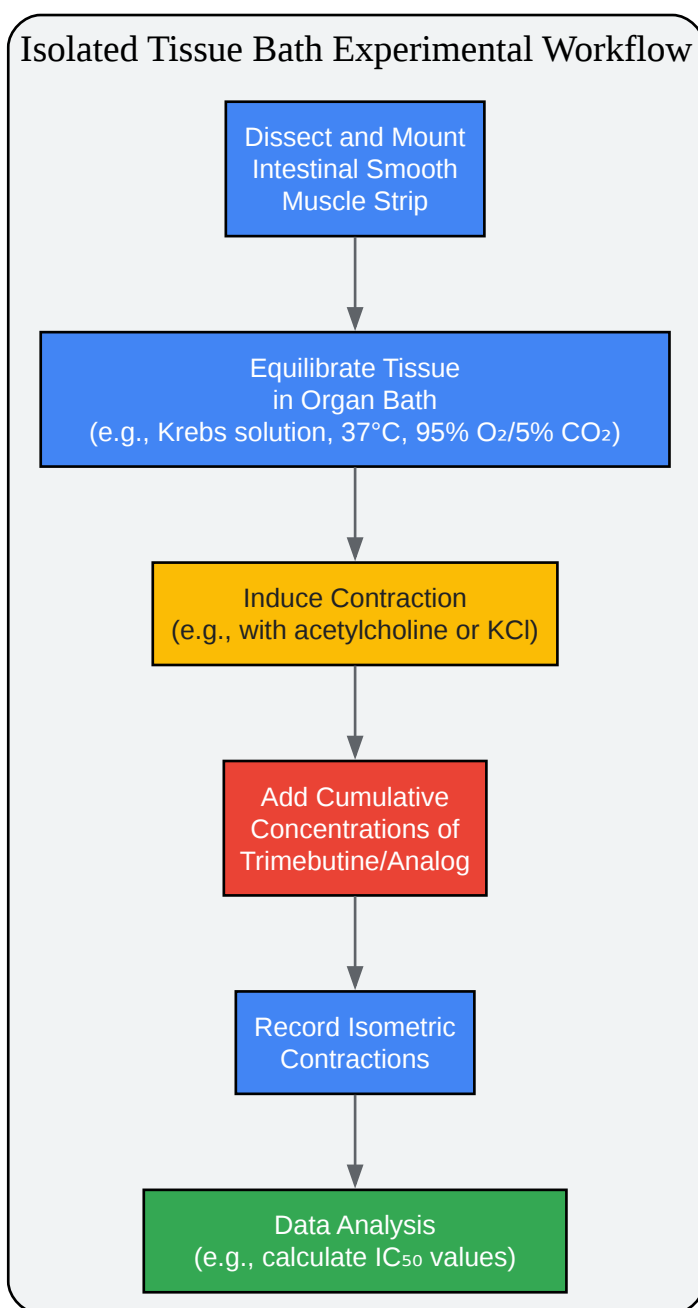 Isolated Tissue Bath Experimental Workflow
Dissect and Mount
Intestinal Smooth
Muscle Strip
Equilibrate Tissue
in Organ Bath
(e.g., Krebs solution, 37°C, 95% O₂/5% CO₂)
Induce Contraction
(e.g., with acetylcholine or KCl)
Add Cumulative
Concentrations of
Trimebutine/Analog
Record Isometric
Contractions
Data Analysis
(e.g., calculate IC₅₀ values)